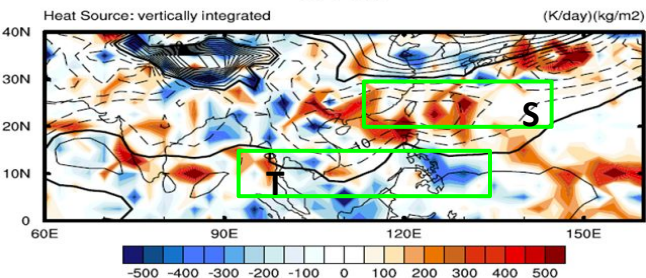 Heat Source: vertically integrated (K/day)(kg/m2)
40N
30N
S
20N
10
T
10N
0
60E 90E 120E 150E
-500 -400 -300 -200 -100 0 100 200 300 400 500